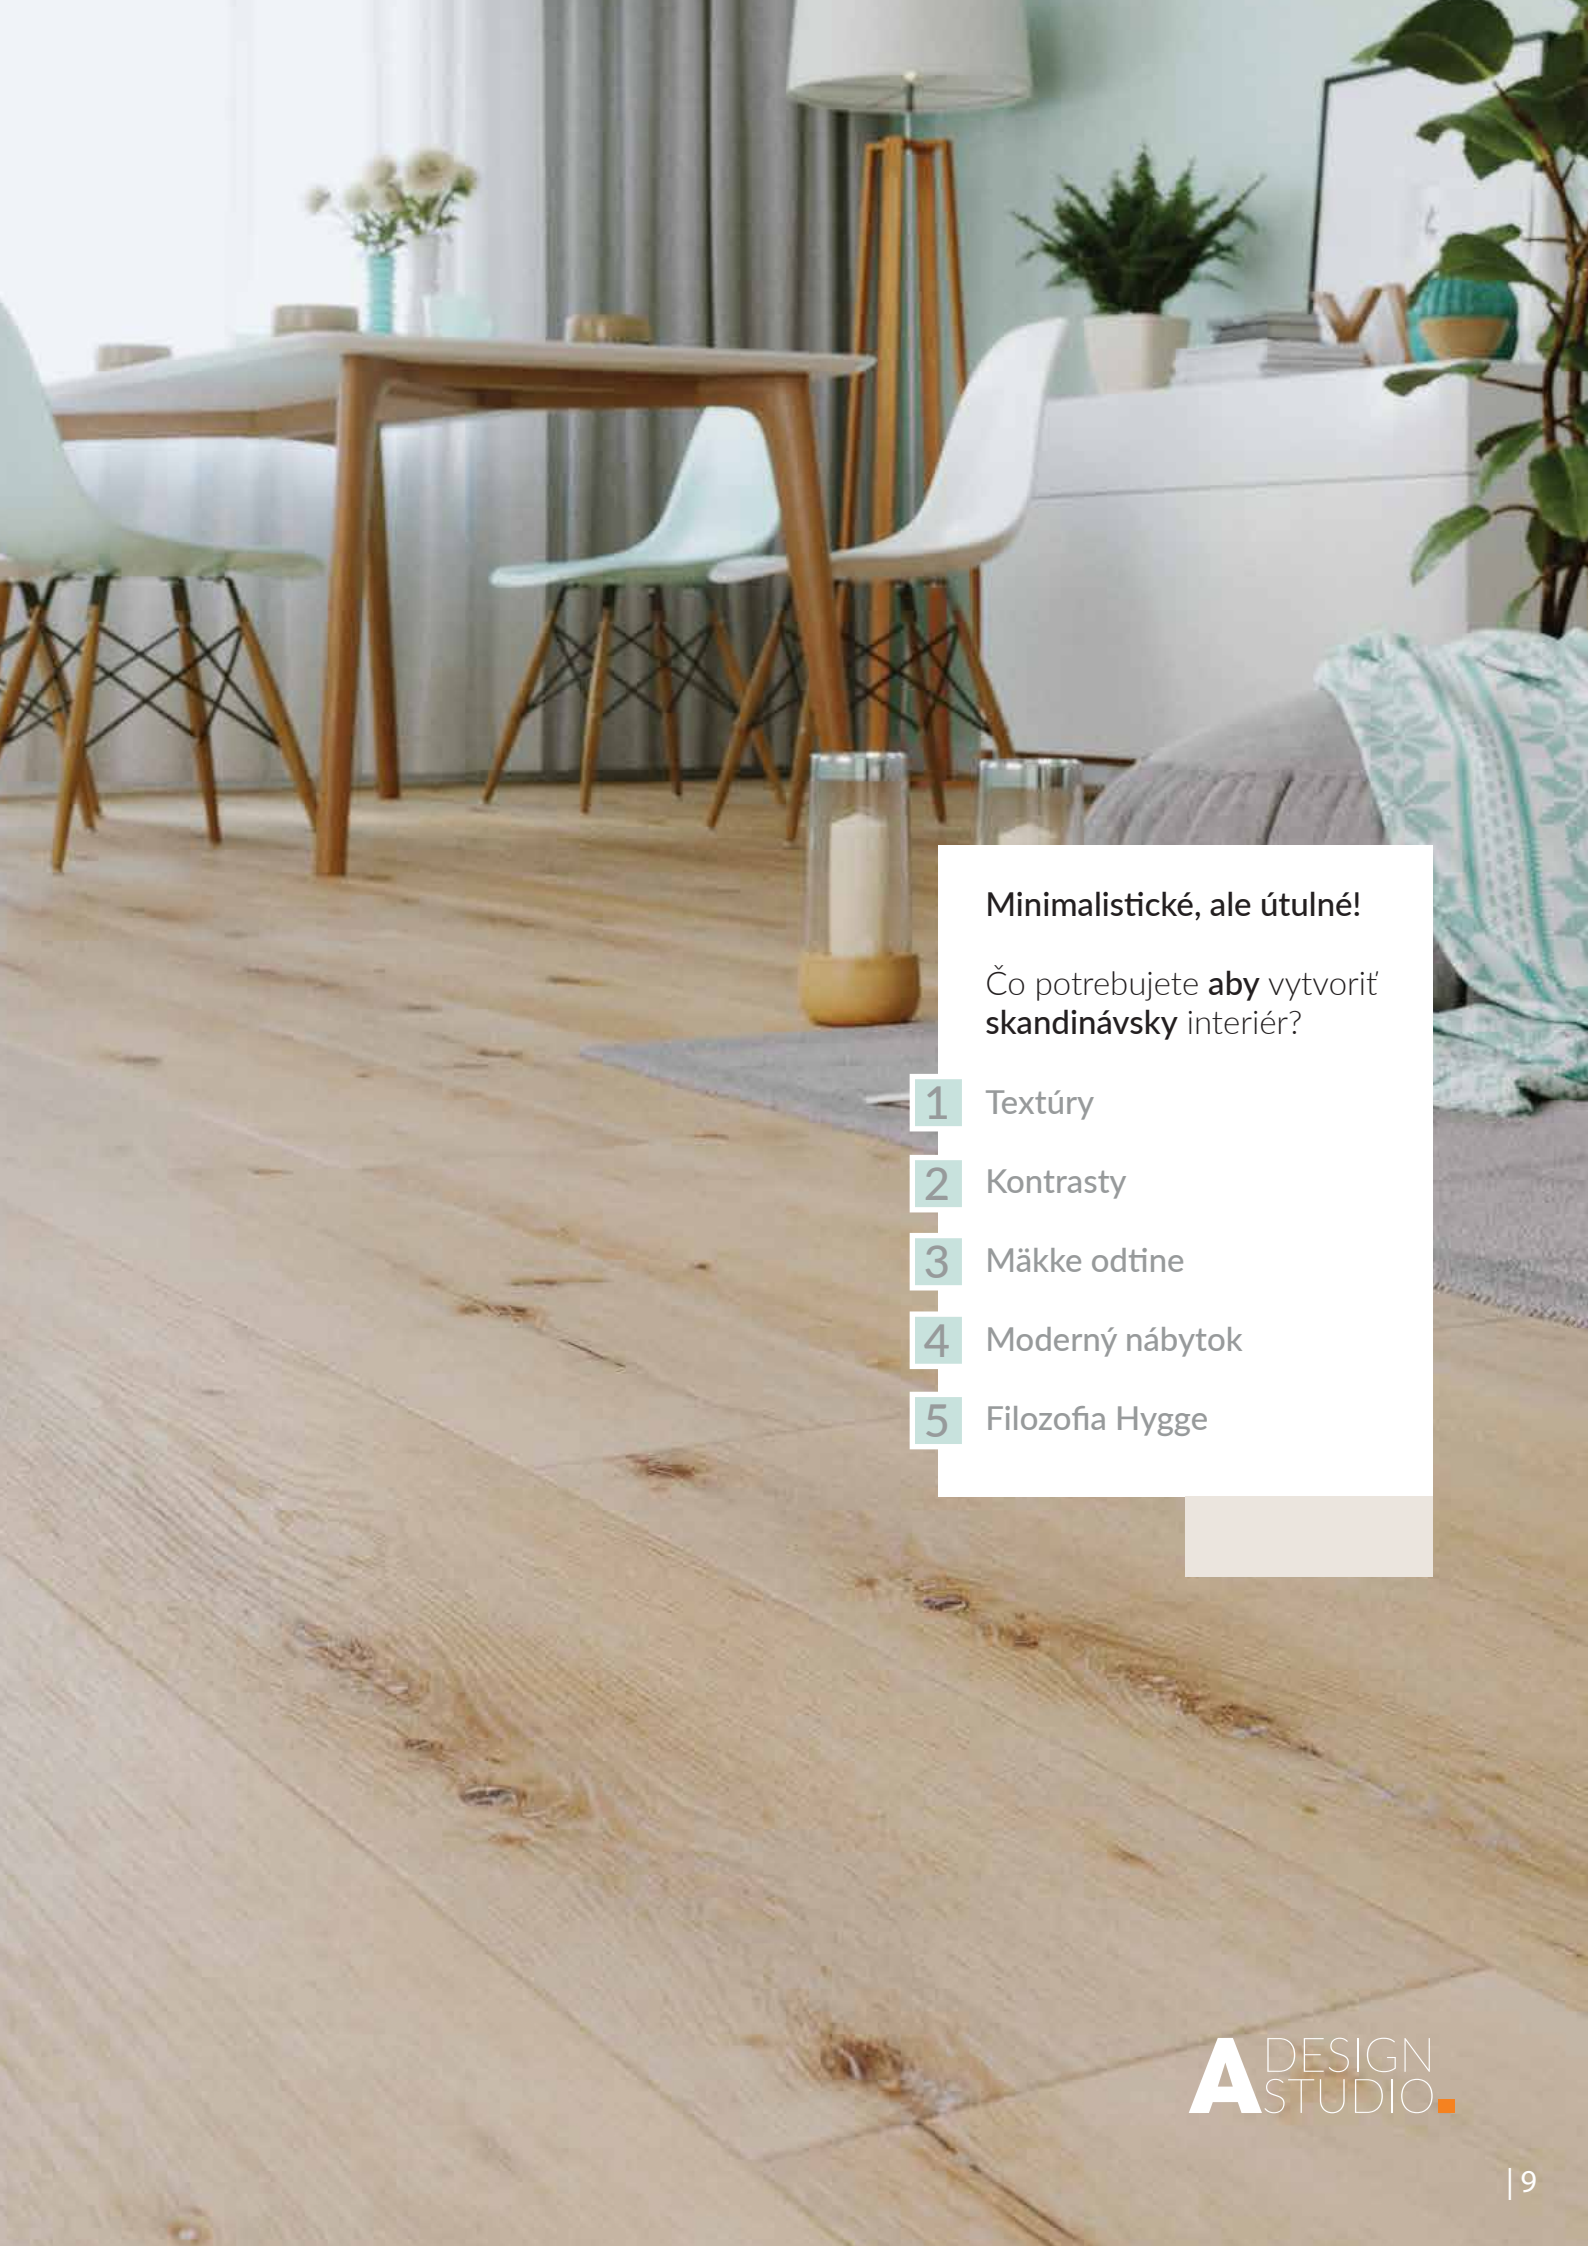 Minimalistické, ale útulné!
Čo potrebujete aby vytvoriť
skandinávsky interiér?
1 Textúry
2 Kontrasty
3 Mäkke odtine
4 Moderný nábytok
5 Filozofia Hygge
A DESIGN
STUDIO
| 9